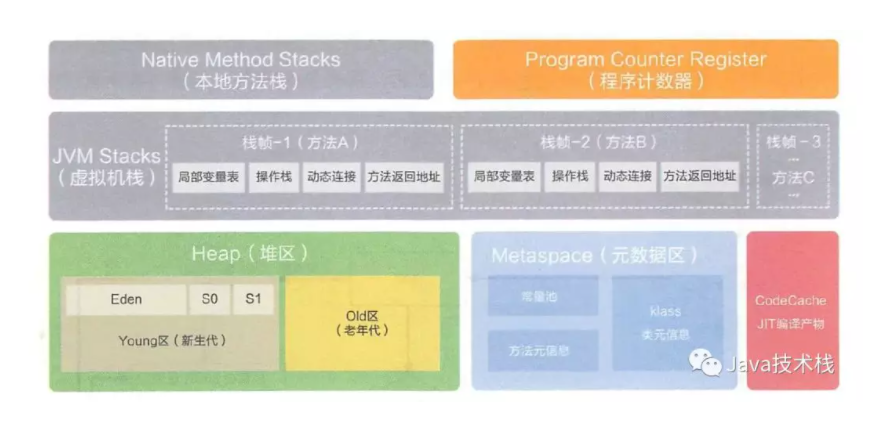 Native Method Stacks
（本地方法栈）
Program Counter Register
（程序计数器）
JVM Stacks
（虚拟机栈）
栈帧-1（方法A）
局部变量表
操作栈
动态连接
方法返回地址
栈帧-2（方法B）
局部变量表
操作栈
动态连接
方法返回地址
栈帧-3
...
方法C
...
Heap（堆区）
Eden
S0
S1
Young区（新生代）
Old区
（老年代）
Metaspace（元数据区）
常量池
方法元信息
klass
类元信息
CodeCache
JIT编译产物
Java技术栈